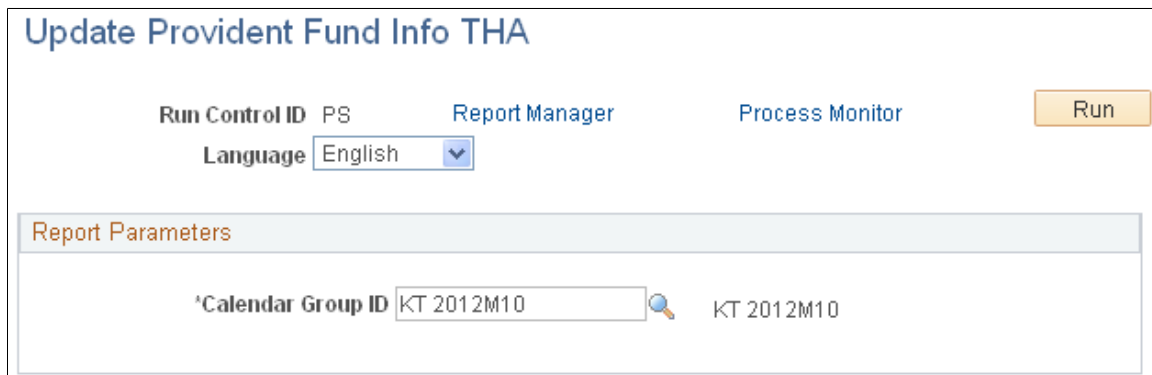 Update Provident Fund Info THA
Run Control ID PS Report Manager Process Monitor Run
Language English
Report Parameters
*Calendar Group ID KT 2012M10 KT 2012M10